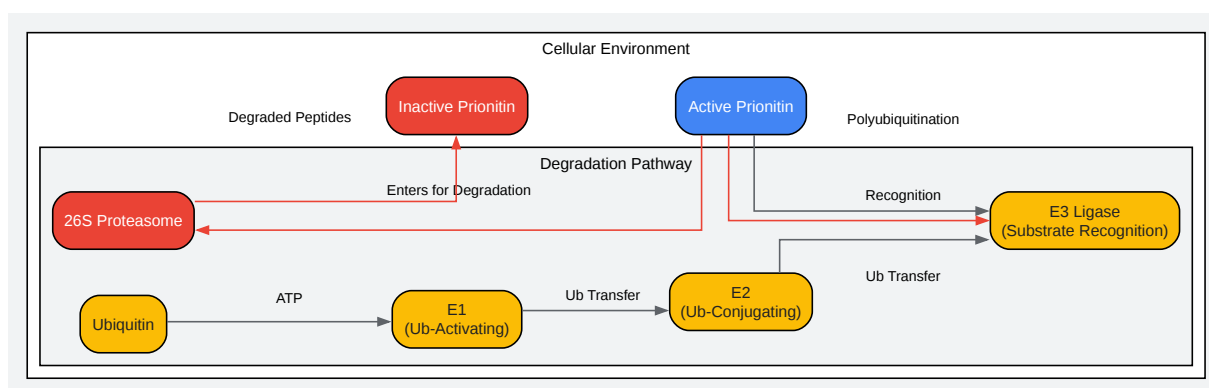 Cellular Environment
Inactive Prionitin
Active Prionitin
Degraded Peptides
Polyubiquitination
Degradation Pathway
Enters for Degradation
Recognition
26S Proteasome
E3 Ligase
(Substrate Recognition)
Ub Transfer
ATP
Ub Transfer
E2
(Ub-Conjugating)
Ubiquitin
E1
(Ub-Activating)